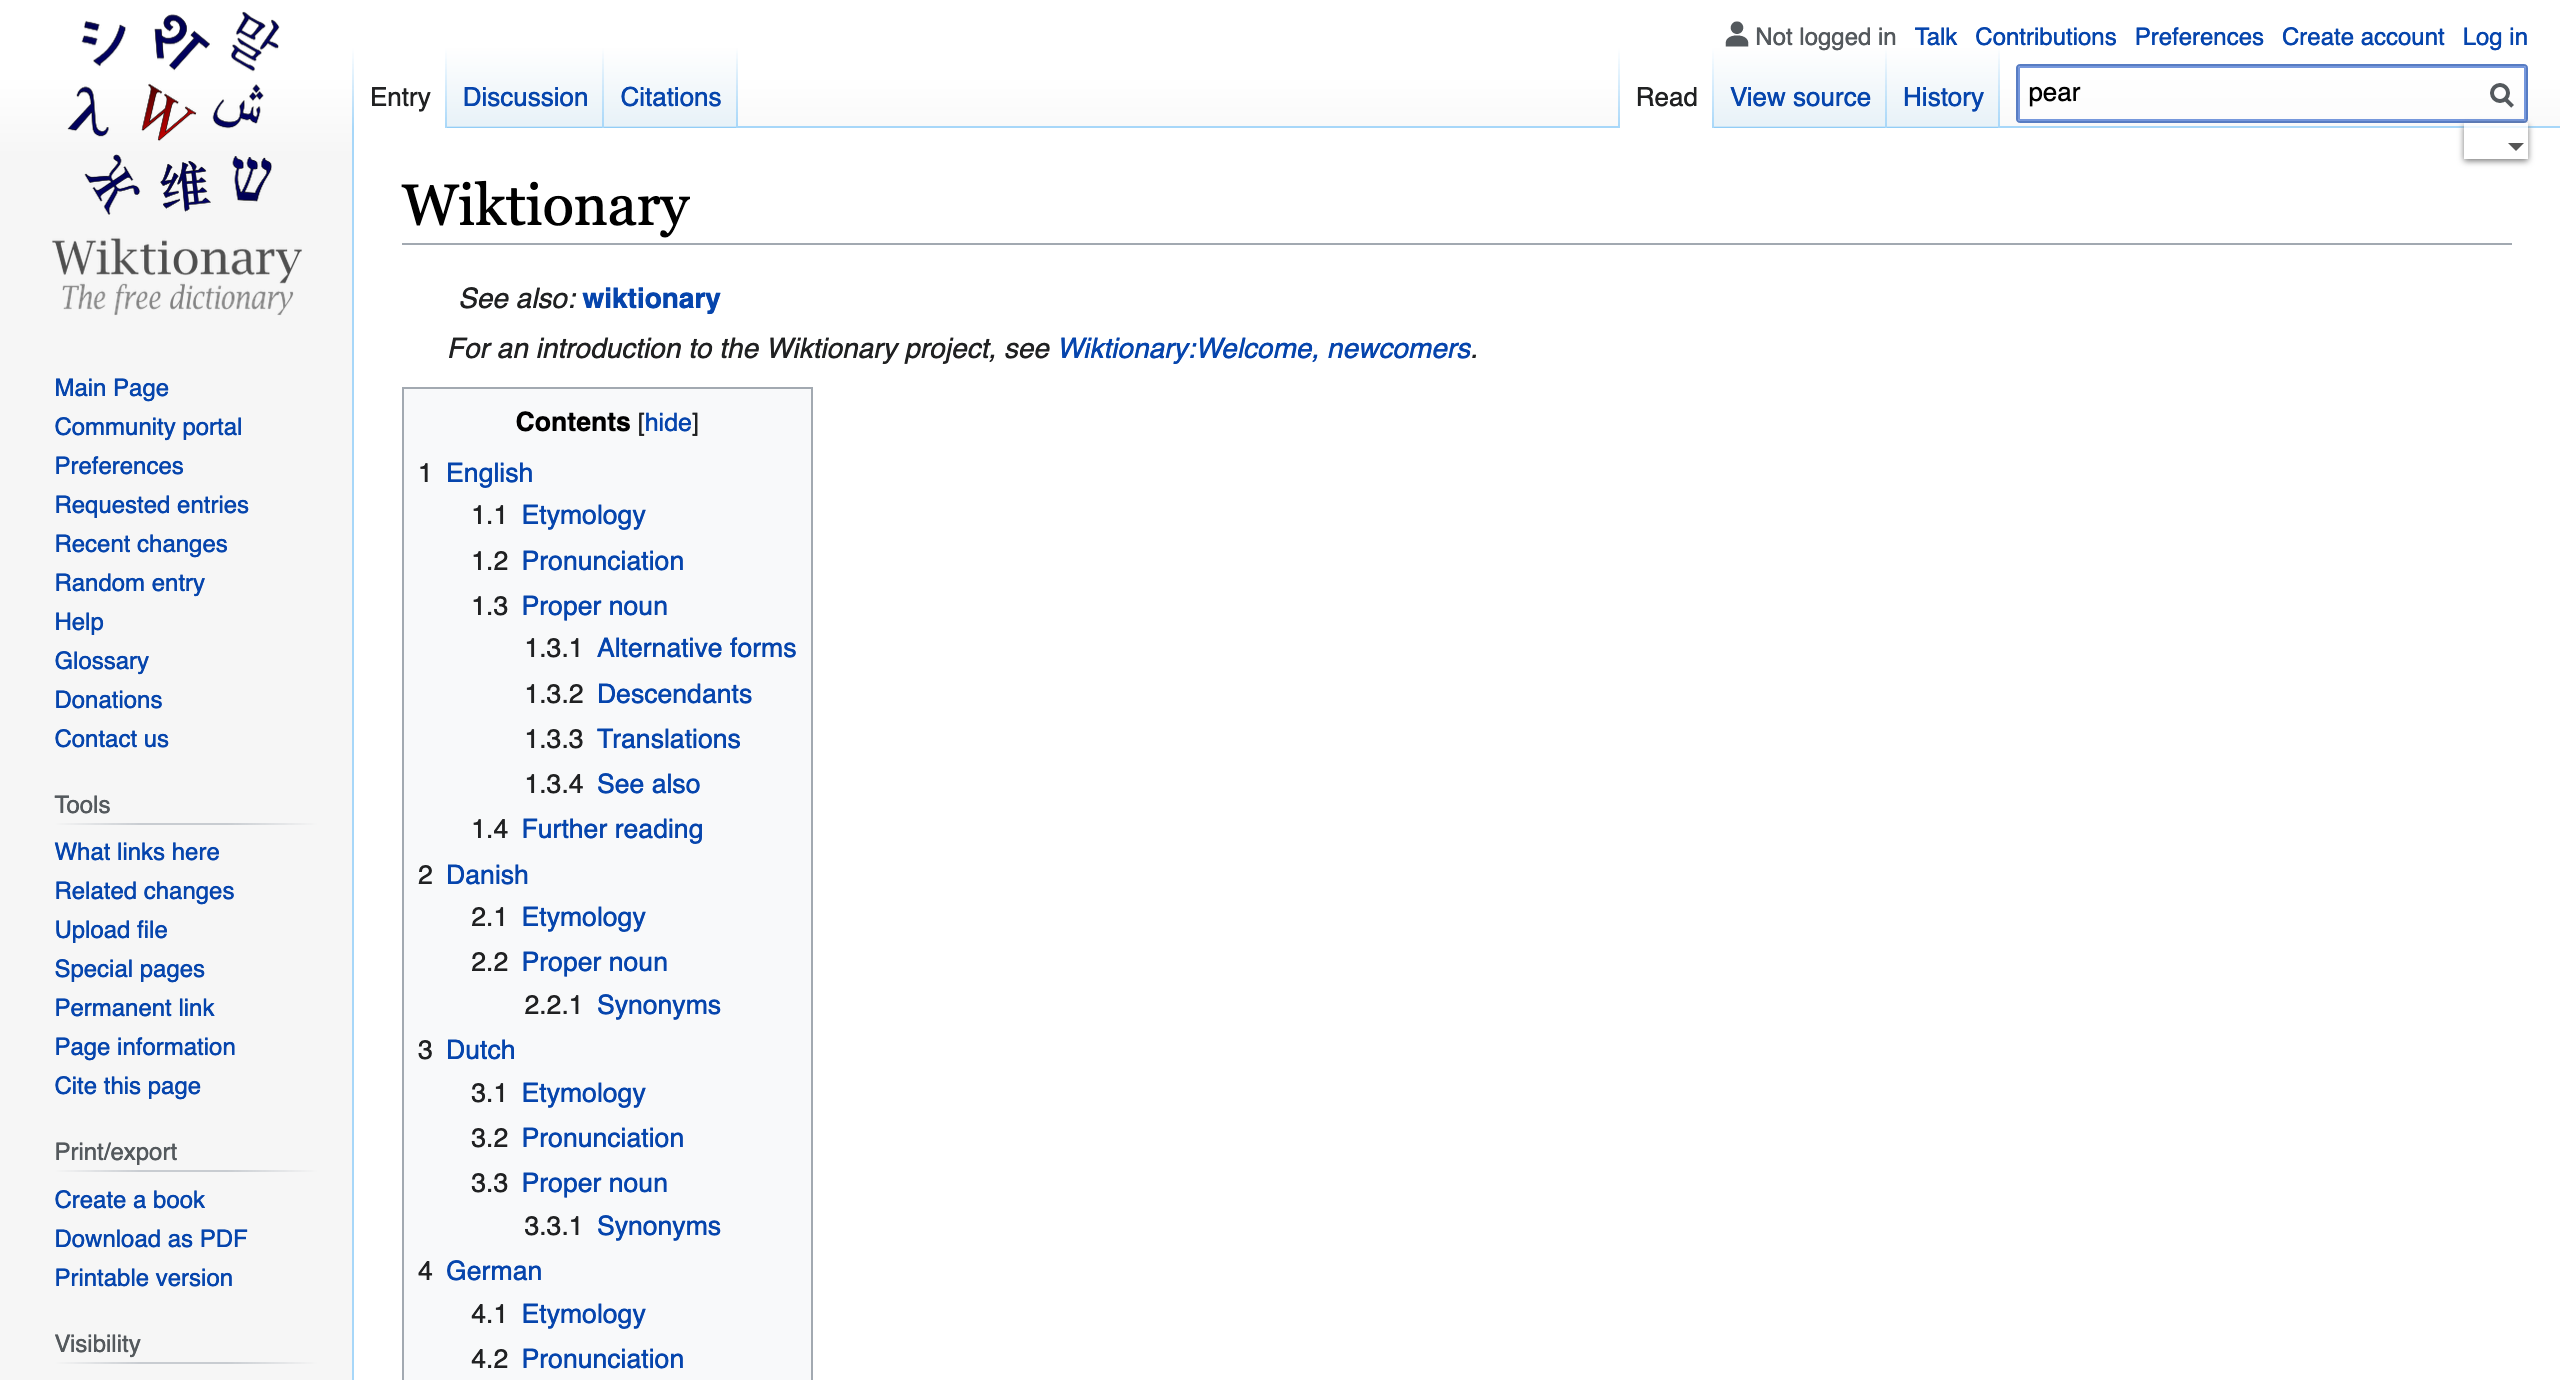 シ घ 말
λ W ش
维 ש
Wiktionary
The free dictionary
Main Page
Community portal
Preferences
Requested entries
Recent changes
Random entry
Help
Glossary
Donations
Contact us
Tools
What links here
Related changes
Upload file
Special pages
Permanent link
Page information
Cite this page
Print/export
Create a book
Download as PDF
Printable version
Visibility
Not logged in Talk Contributions Preferences Create account Log in
Entry Discussion Citations Read View source History pear
Wiktionary
See also: wiktionary
For an introduction to the Wiktionary project, see Wiktionary:Welcome, newcomers.
Contents [hide]
1 English
1.1 Etymology
1.2 Pronunciation
1.3 Proper noun
1.3.1 Alternative forms
1.3.2 Descendants
1.3.3 Translations
1.3.4 See also
1.4 Further reading
2 Danish
2.1 Etymology
2.2 Proper noun
2.2.1 Synonyms
3 Dutch
3.1 Etymology
3.2 Pronunciation
3.3 Proper noun
3.3.1 Synonyms
4 German
4.1 Etymology
4.2 Pronunciation